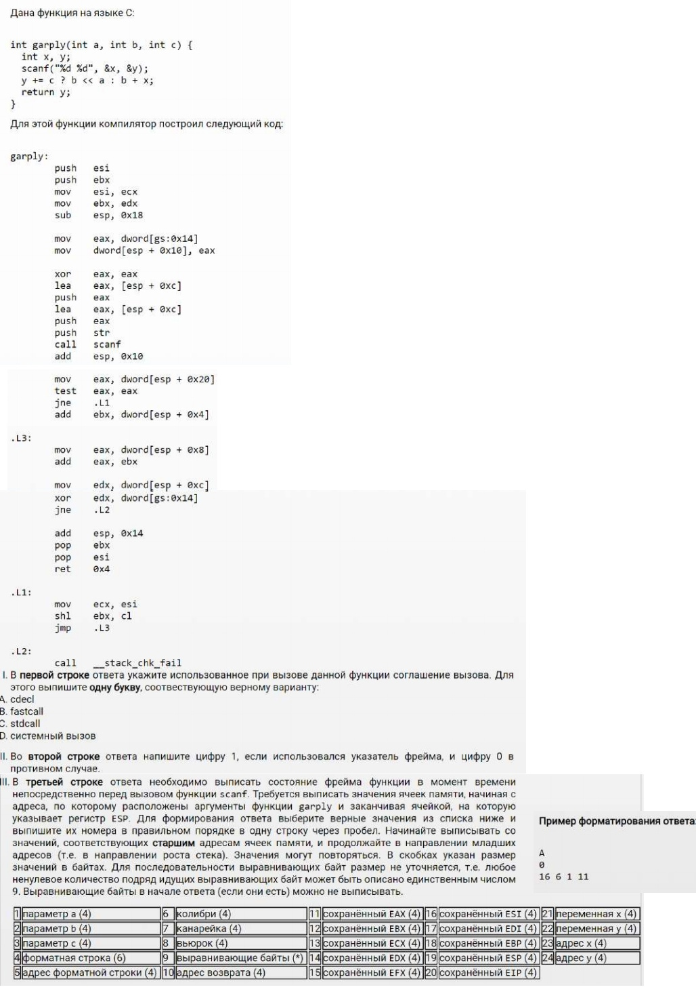 Дана функция на языке C:
int garply(int a, int b, int c) {
int x, y;
scanf("%d %d", &x, &y);
y += c ? b << a : b + x;
return y;
}
Для этой функции компилятор построил следующий код:
garply:
push esi
push ebx
mov esi, ecx
mov ebx, edx
sub esp, 0x18
mov eax, dword[gs:0x14]
mov dword[esp + 0x10], eax
xor eax, eax
lea eax, [esp + 0xc]
push eax
lea eax, [esp + 0xc]
push eax
push str
call scanf
add esp, 0x10
mov eax, dword[esp + 0x20]
test eax, eax
jne .L1
add ebx, dword[esp + 0x4]
.L3:
mov eax, dword[esp + 0x8]
add eax, ebx
mov edx, dword[esp + 0xc]
xor edx, dword[gs:0x14]
jne .L2
add esp, 0x14
pop ebx
pop esi
ret 0x4
.L1:
mov ecx, esi
shl ebx, cl
jmp .L3
.L2:
call __stack_chk_fail
I. В первой строке ответа укажите использованное при вызове данной функции соглашение вызова. Для
этого выпишите одну букву, соотвествующую верному варианту:
A. cdecl
B. fastcall
C. stdcall
D. системный вызов
II. Во второй строке ответа напишите цифру 1, если использовался указатель фрейма, и цифру 0 в
противном случае.
III. В третьей строке ответа необходимо выписать состояние фрейма функции в момент времени
непосредственно перед вызовом функции scanf. Требуется выписать значения ячеек памяти, начиная с
адреса, по которому расположены аргументы функции garply и заканчивая ячейкой, на которую
указывает регистр ESP. Для формирования ответа выберите верные значения из списка ниже и
выпишите их номера в правильном порядке в одну строку через пробел. Начинайте выписывать со
значений, соответствующих старшим адресам ячеек памяти, и продолжайте в направлении младших
адресов (т.е. в направлении роста стека). Значения могут повторяться. В скобках указан размер
значений в байтах. Для последовательности выравнивающих байт размер не уточняется, т.е. любое
ненулевое количество подряд идущих выравнивающих байт может быть описано единственным числом
9. Выравнивающие байты в начале ответа (если они есть) можно не выписывать.
Пример форматирования ответа:
A
0
16 6 1 11
1 параметр a (4) 6 колибри (4) 11 сохранённый EAX (4) 16 сохранённый ESI (4) 21 переменная x (4)
2 параметр b (4) 7 канарейка (4) 12 сохранённый EBX (4) 17 сохранённый EDI (4) 22 переменная y (4)
3 параметр c (4) 8 вьюрок (4) 13 сохранённый ECX (4) 18 сохранённый EBP (4) 23 адрес x (4)
4 форматная строка (6) 9 выравнивающие байты (*) 14 сохранённый EDX (4) 19 сохранённый ESP (4) 24 адрес y (4)
5 адрес форматной строки (4) 10 адрес возврата (4) 15 сохранённый EFX (4) 20 сохранённый EIP (4)